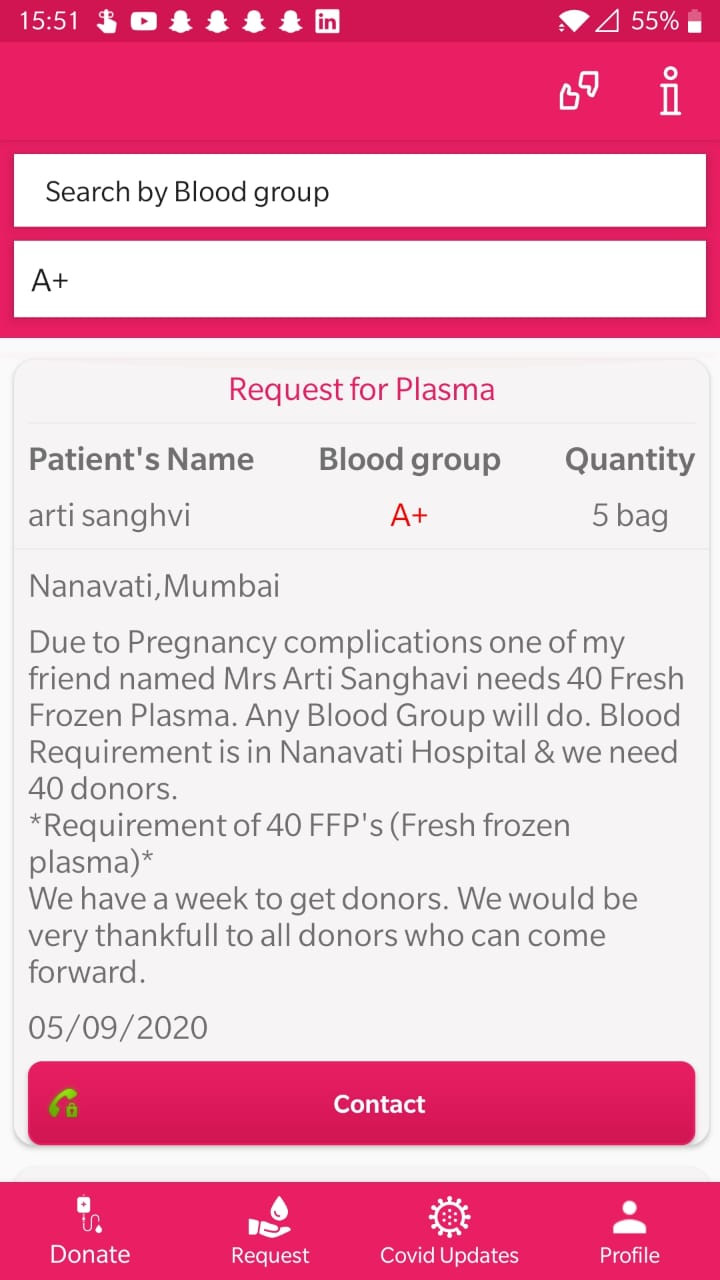 15:51
in
55%
Search by Blood group
A+
Request for Plasma
Patient's Name Blood group Quantity
arti sanghvi A+ 5 bag
Nanavati,Mumbai
Due to Pregnancy complications one of my
friend named Mrs Arti Sanghavi needs 40 Fresh
Frozen Plasma. Any Blood Group will do. Blood
Requirement is in Nanavati Hospital & we need
40 donors.
*Requirement of 40 FFP's (Fresh frozen
plasma)*
We have a week to get donors. We would be
very thankfull to all donors who can come
forward.
05/09/2020
Contact
Donate Request Covid Updates Profile